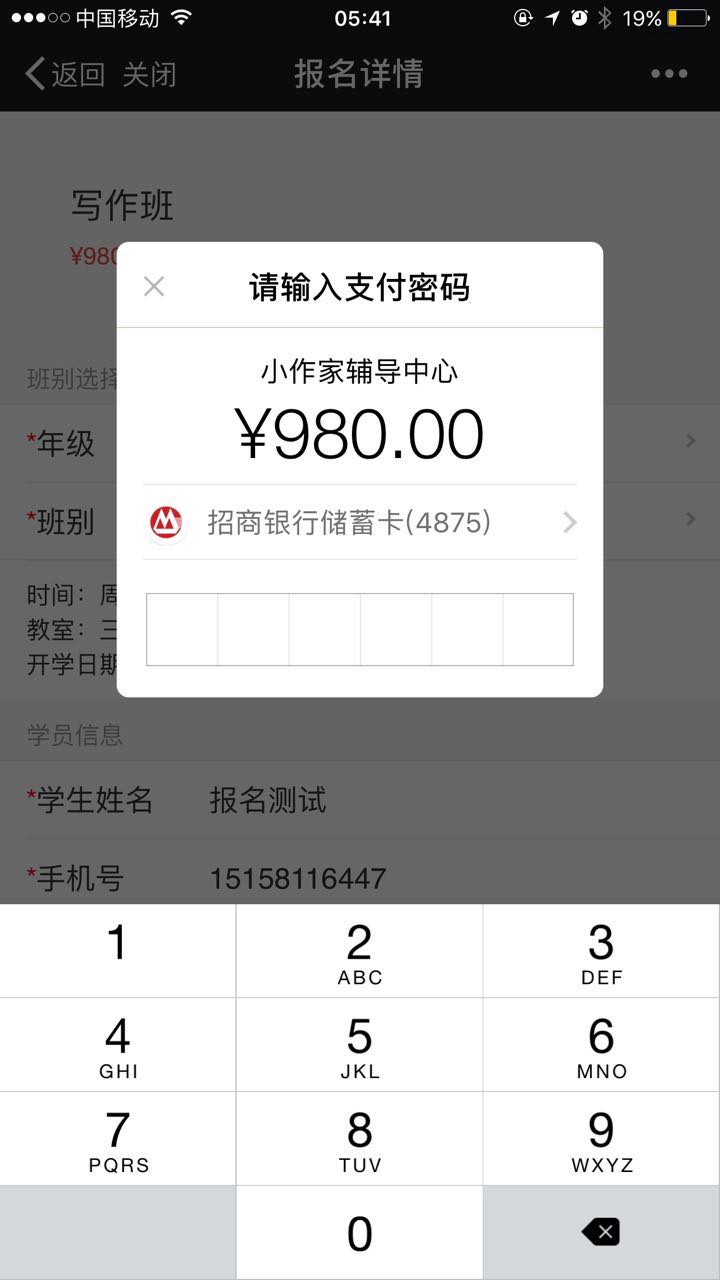 中国移动 05:41 19%
返回 关闭 报名详情
写作班
¥980
请输入支付密码
班别选择
小作家辅导中心
¥980.00
*年级
*班别
招商银行储蓄卡(4875)
时间：周
教室：三
开学日期
学员信息
*学生姓名 报名测试
*手机号 15158116447
1 2 3
ABC DEF
4 5 6
GHI JKL MNO
7 8 9
PQRS TUV WXYZ
0